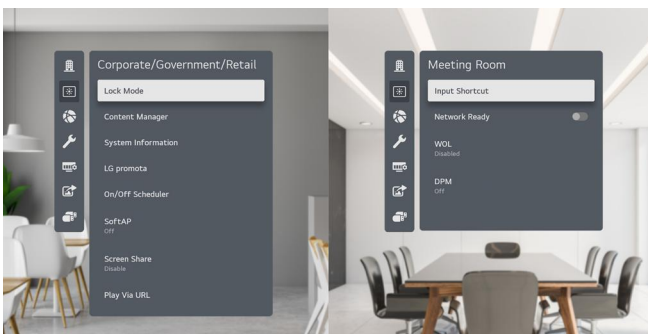 Corporate/Government/Retail
Lock Mode
Content Manager
System Information
LG promota
On/Off Scheduler
SoftAP
Off
Screen Share
Disable
Play Via URL
Meeting Room
Input Shortcut
Network Ready
WOL
Disabled
DPM
Off